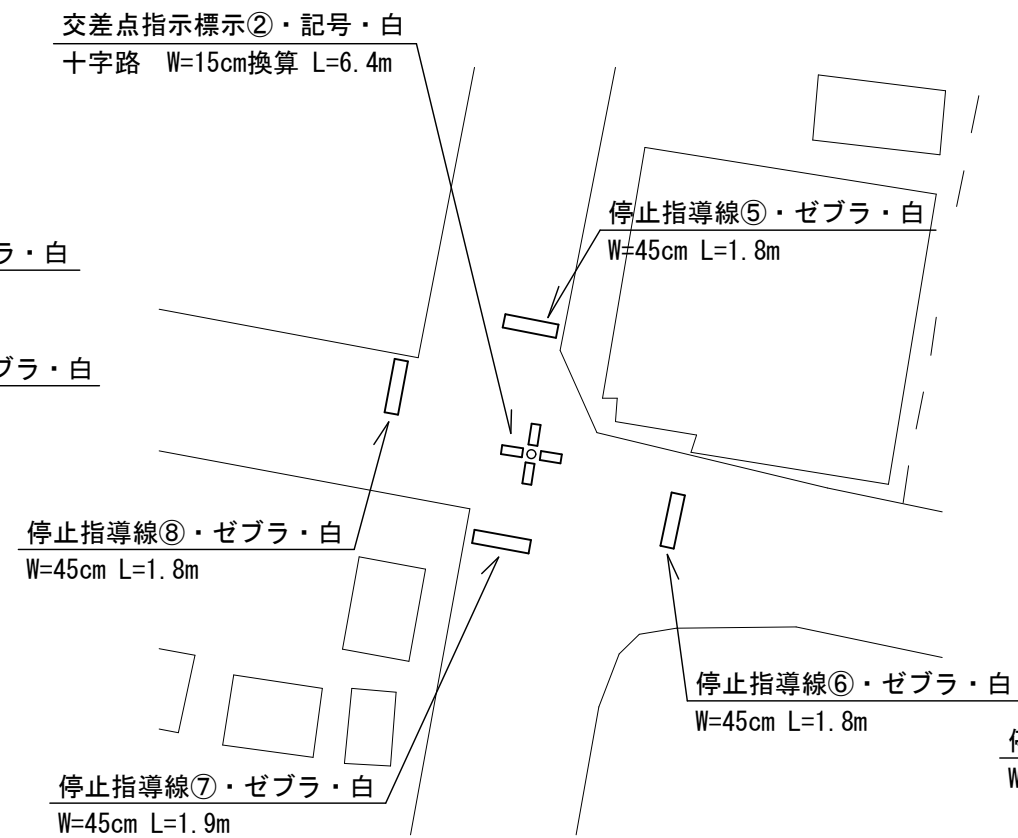 交差点指示標示②・記号・白
十字路 W=15cm換算 L=6.4m
停止指導線⑤・ゼブラ・白
W=45cm L=1.8m
ラ・白
ブラ・白
停止指導線⑧・ゼブラ・白
W=45cm L=1.8m
停止指導線⑥・ゼブラ・白
W=45cm L=1.8m
停
W
停止指導線⑦・ゼブラ・白
W=45cm L=1.9m